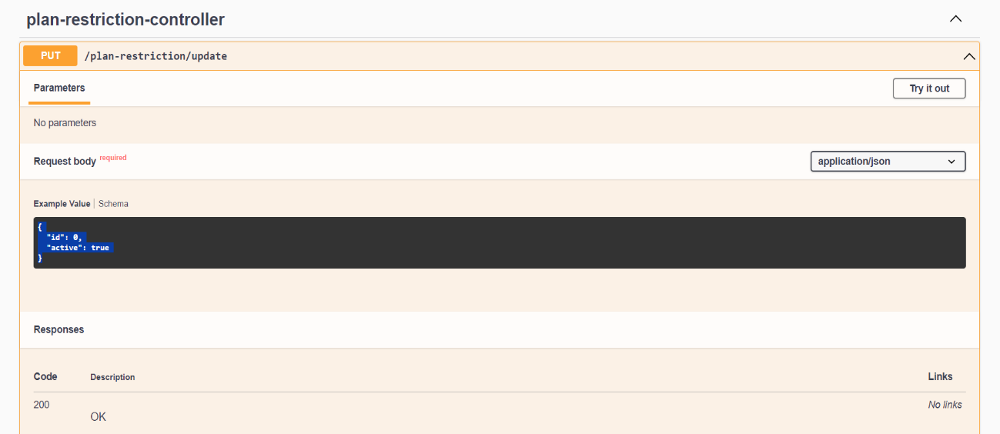 plan-restriction-controller
PUT /plan-restriction/update
Parameters
Try it out
No parameters
Request body required
application/json
Example Value | Schema
{
  "id": 0,
  "active": true
}
Responses
Code Description Links
200 No links
OK